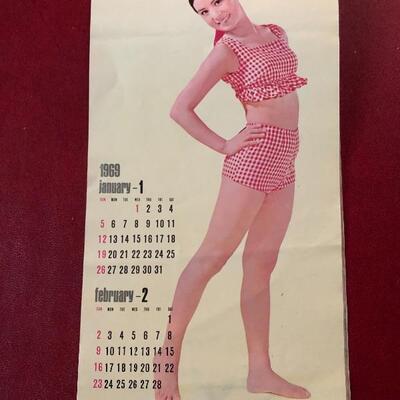 1969
january-1
SUN MON TUE WED THU FRI SAT
1 2 3 4
5 6 7 8 9 10 11
12 13 14 15 16 17 18
19 20 21 22 23 24 25
26 27 28 29 30 31
february-2
SUN MON TUE WED THU FRI SAT
1
2 3 4 5 6 7 8
9 10 11 12 13 14 15
16 17 18 19 20 21 22
23 24 25 26 27 28